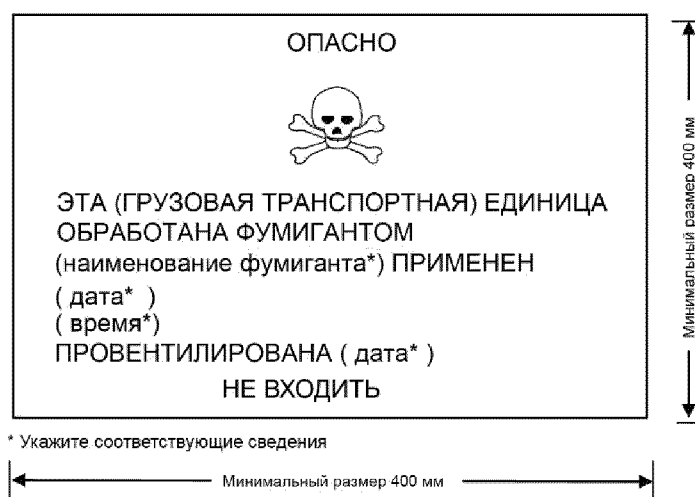 ОПАСНО
ЭТА (ГРУЗОВАЯ ТРАНСПОРТНАЯ) ЕДИНИЦА
ОБРАБОТАНА ФУМИГАНТОМ
(наименование фумиганта*) ПРИМЕНЕН
( дата* )
( время*)
ПРОВЕНТИЛИРОВАНА ( дата* )
НЕ ВХОДИТЬ
Минимальный размер 400 мм
* Укажите соответствующие сведения
Минимальный размер 400 мм